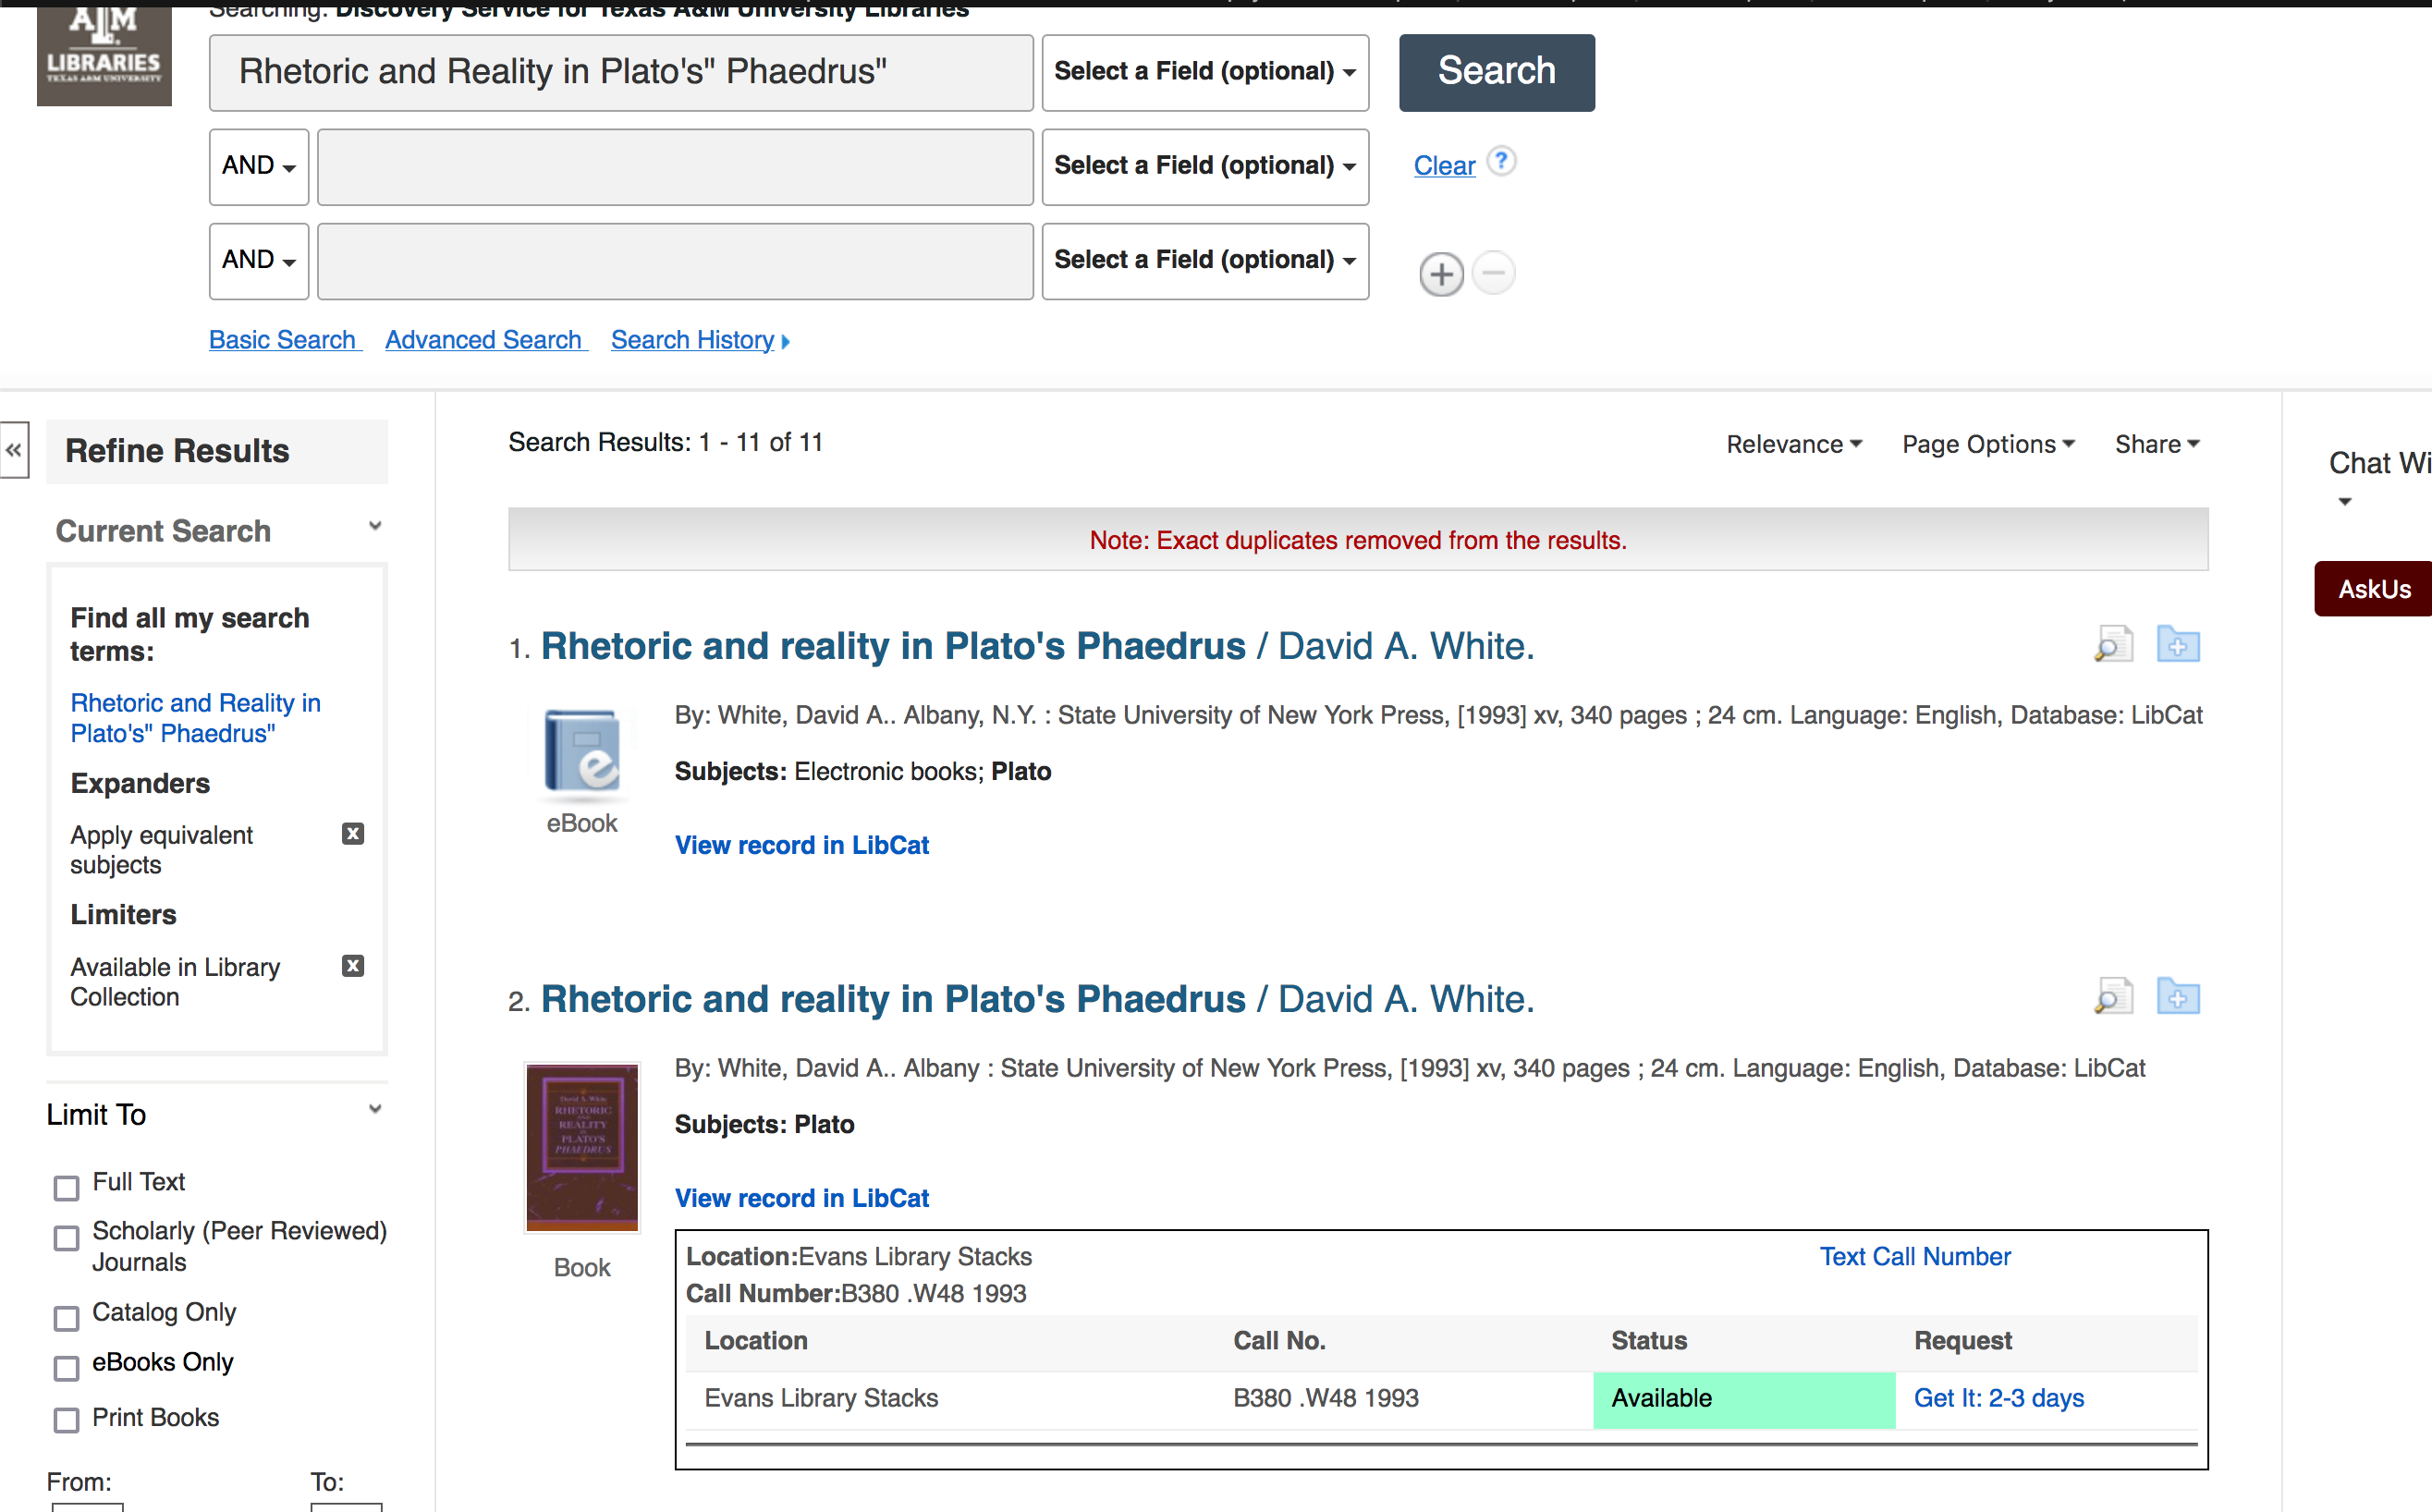 Searching: Discovery Service for Texas A&M University Libraries
A|M
LIBRARIES
TEXAS A&M UNIVERSITY
Rhetoric and Reality in Plato's" Phaedrus"
Select a Field (optional)
Search
AND
Select a Field (optional)
Clear
?
AND
Select a Field (optional)
Basic Search
Advanced Search
Search History
«
Refine Results
Current Search
Find all my search
terms:
Rhetoric and Reality in
Plato's" Phaedrus"
Expanders
Apply equivalent
subjects
Limiters
Available in Library
Collection
Limit To
Full Text
Scholarly (Peer Reviewed)
Journals
Catalog Only
eBooks Only
Print Books
From:
To:
Search Results: 1 - 11 of 11
Relevance
Page Options
Share
Note: Exact duplicates removed from the results.
1. Rhetoric and reality in Plato's Phaedrus / David A. White.
By: White, David A.. Albany, N.Y. : State University of New York Press, [1993] xv, 340 pages ; 24 cm. Language: English, Database: LibCat
Subjects: Electronic books; Plato
eBook
View record in LibCat
2. Rhetoric and reality in Plato's Phaedrus / David A. White.
By: White, David A.. Albany : State University of New York Press, [1993] xv, 340 pages ; 24 cm. Language: English, Database: LibCat
Subjects: Plato
David A. White
RHETORIC
AND
REALITY
IN
PLATO'S
PHAEDRUS
Book
View record in LibCat
Location:Evans Library Stacks
Text Call Number
Call Number:B380 .W48 1993
Location
Call No.
Status
Request
Evans Library Stacks
B380 .W48 1993
Available
Get It: 2-3 days
Chat Wi
AskUs